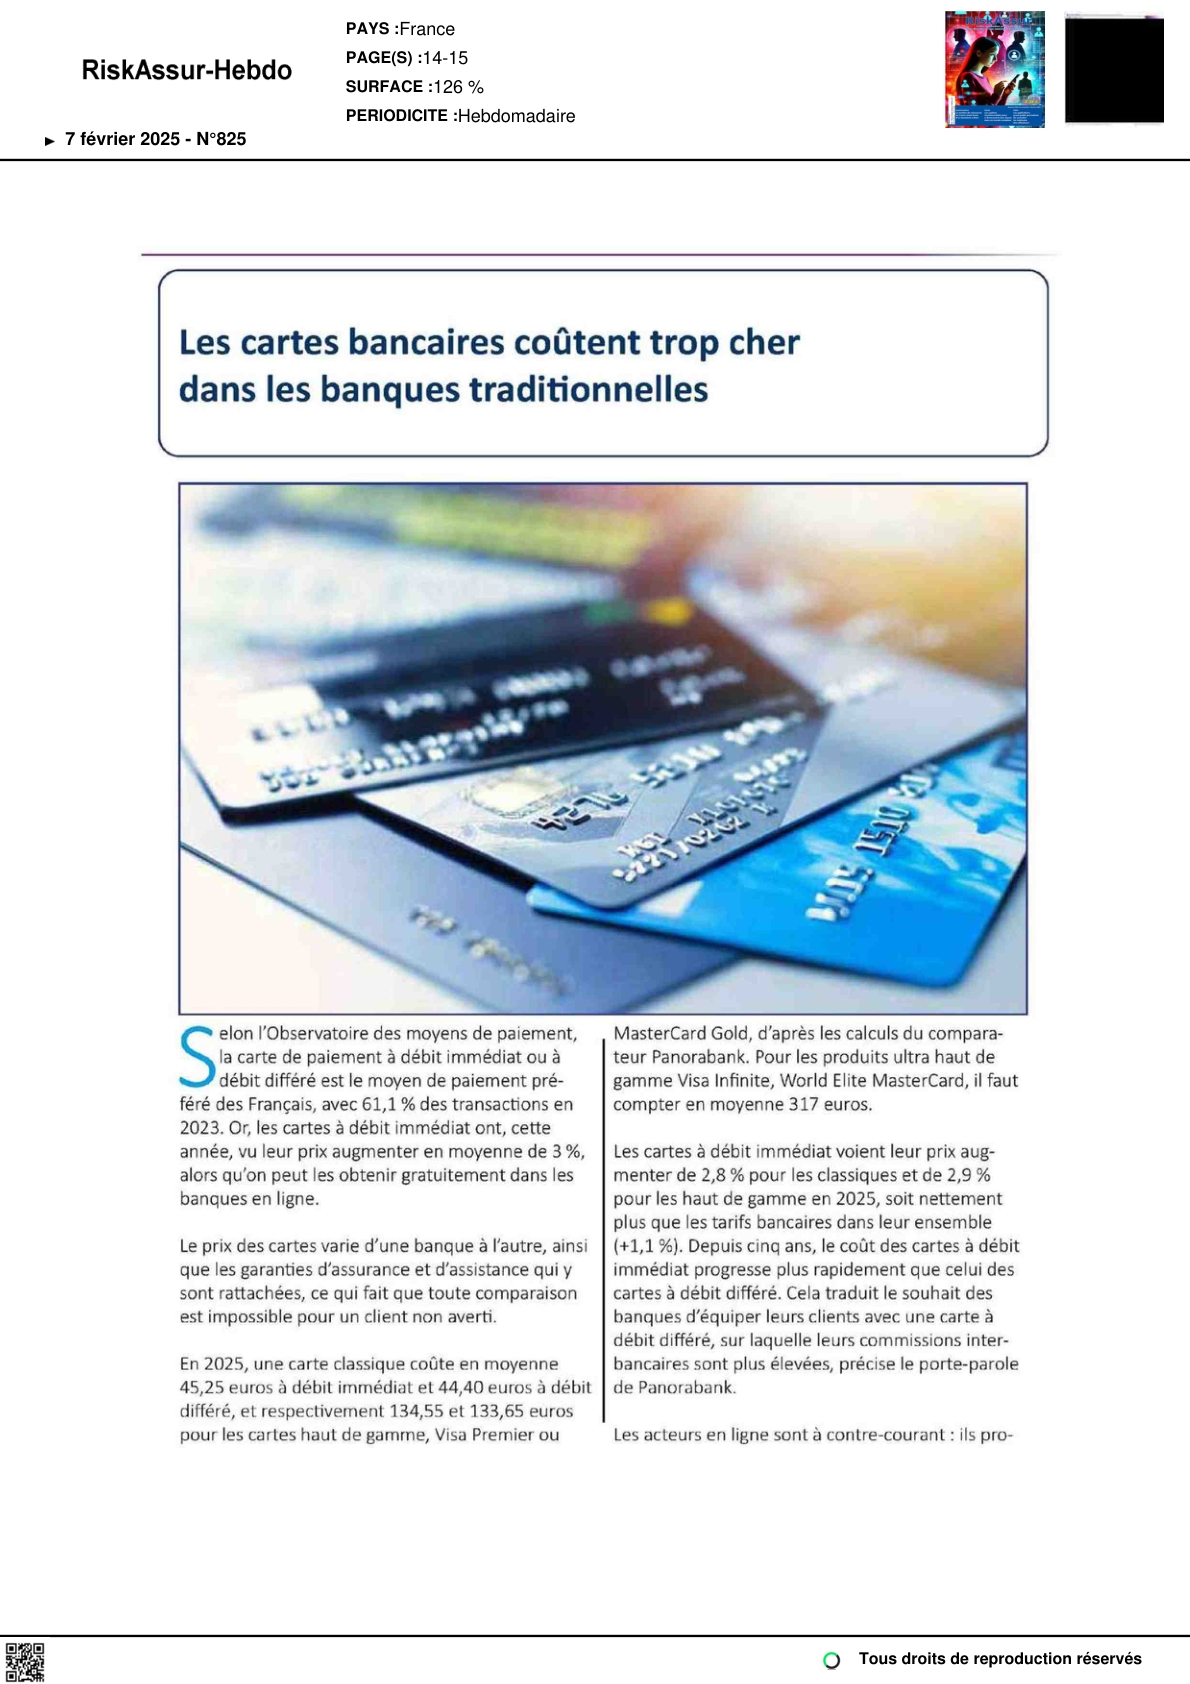 RiskAssur-Hebdo
► 7 février 2025 - N°825
PAYS :France
PAGE(S) :14-15
SURFACE :126 %
PERIODICITE :Hebdomadaire
RiskAssur
Les cartes bancaires coûtent trop cher
dans les banques traditionnelles
Selon l'Observatoire des moyens de paiement,
la carte de paiement à débit immédiat ou à
débit différé est le moyen de paiement pré-
féré des Français, avec 61,1 % des transactions en
2023. Or, les cartes à débit immédiat ont, cette
année, vu leur prix augmenter en moyenne de 3 %,
alors qu'on peut les obtenir gratuitement dans les
banques en ligne.
Le prix des cartes varie d'une banque à l'autre, ainsi
que les garanties d'assurance et d'assistance qui y
sont rattachées, ce qui fait que toute comparaison
est impossible pour un client non averti.
En 2025, une carte classique coûte en moyenne
45,25 euros à débit immédiat et 44,40 euros à débit
différé, et respectivement 134,55 et 133,65 euros
pour les cartes haut de gamme, Visa Premier ou
MasterCard Gold, d'après les calculs du compara-
teur Panorabank. Pour les produits ultra haut de
gamme Visa Infinite, World Elite MasterCard, il faut
compter en moyenne 317 euros.
Les cartes à débit immédiat voient leur prix aug-
menter de 2,8 % pour les classiques et de 2,9 %
pour les haut de gamme en 2025, soit nettement
plus que les tarifs bancaires dans leur ensemble
(+1,1 %). Depuis cinq ans, le coût des cartes à débit
immédiat progresse plus rapidement que celui des
cartes à débit différé. Cela traduit le souhait des
banques d'équiper leurs clients avec une carte à
débit différé, sur laquelle leurs commissions inter-
bancaires sont plus élevées, précise le porte-parole
de Panorabank.
Les acteurs en ligne sont à contre-courant : ils pro-
Tous droits de reproduction réservés